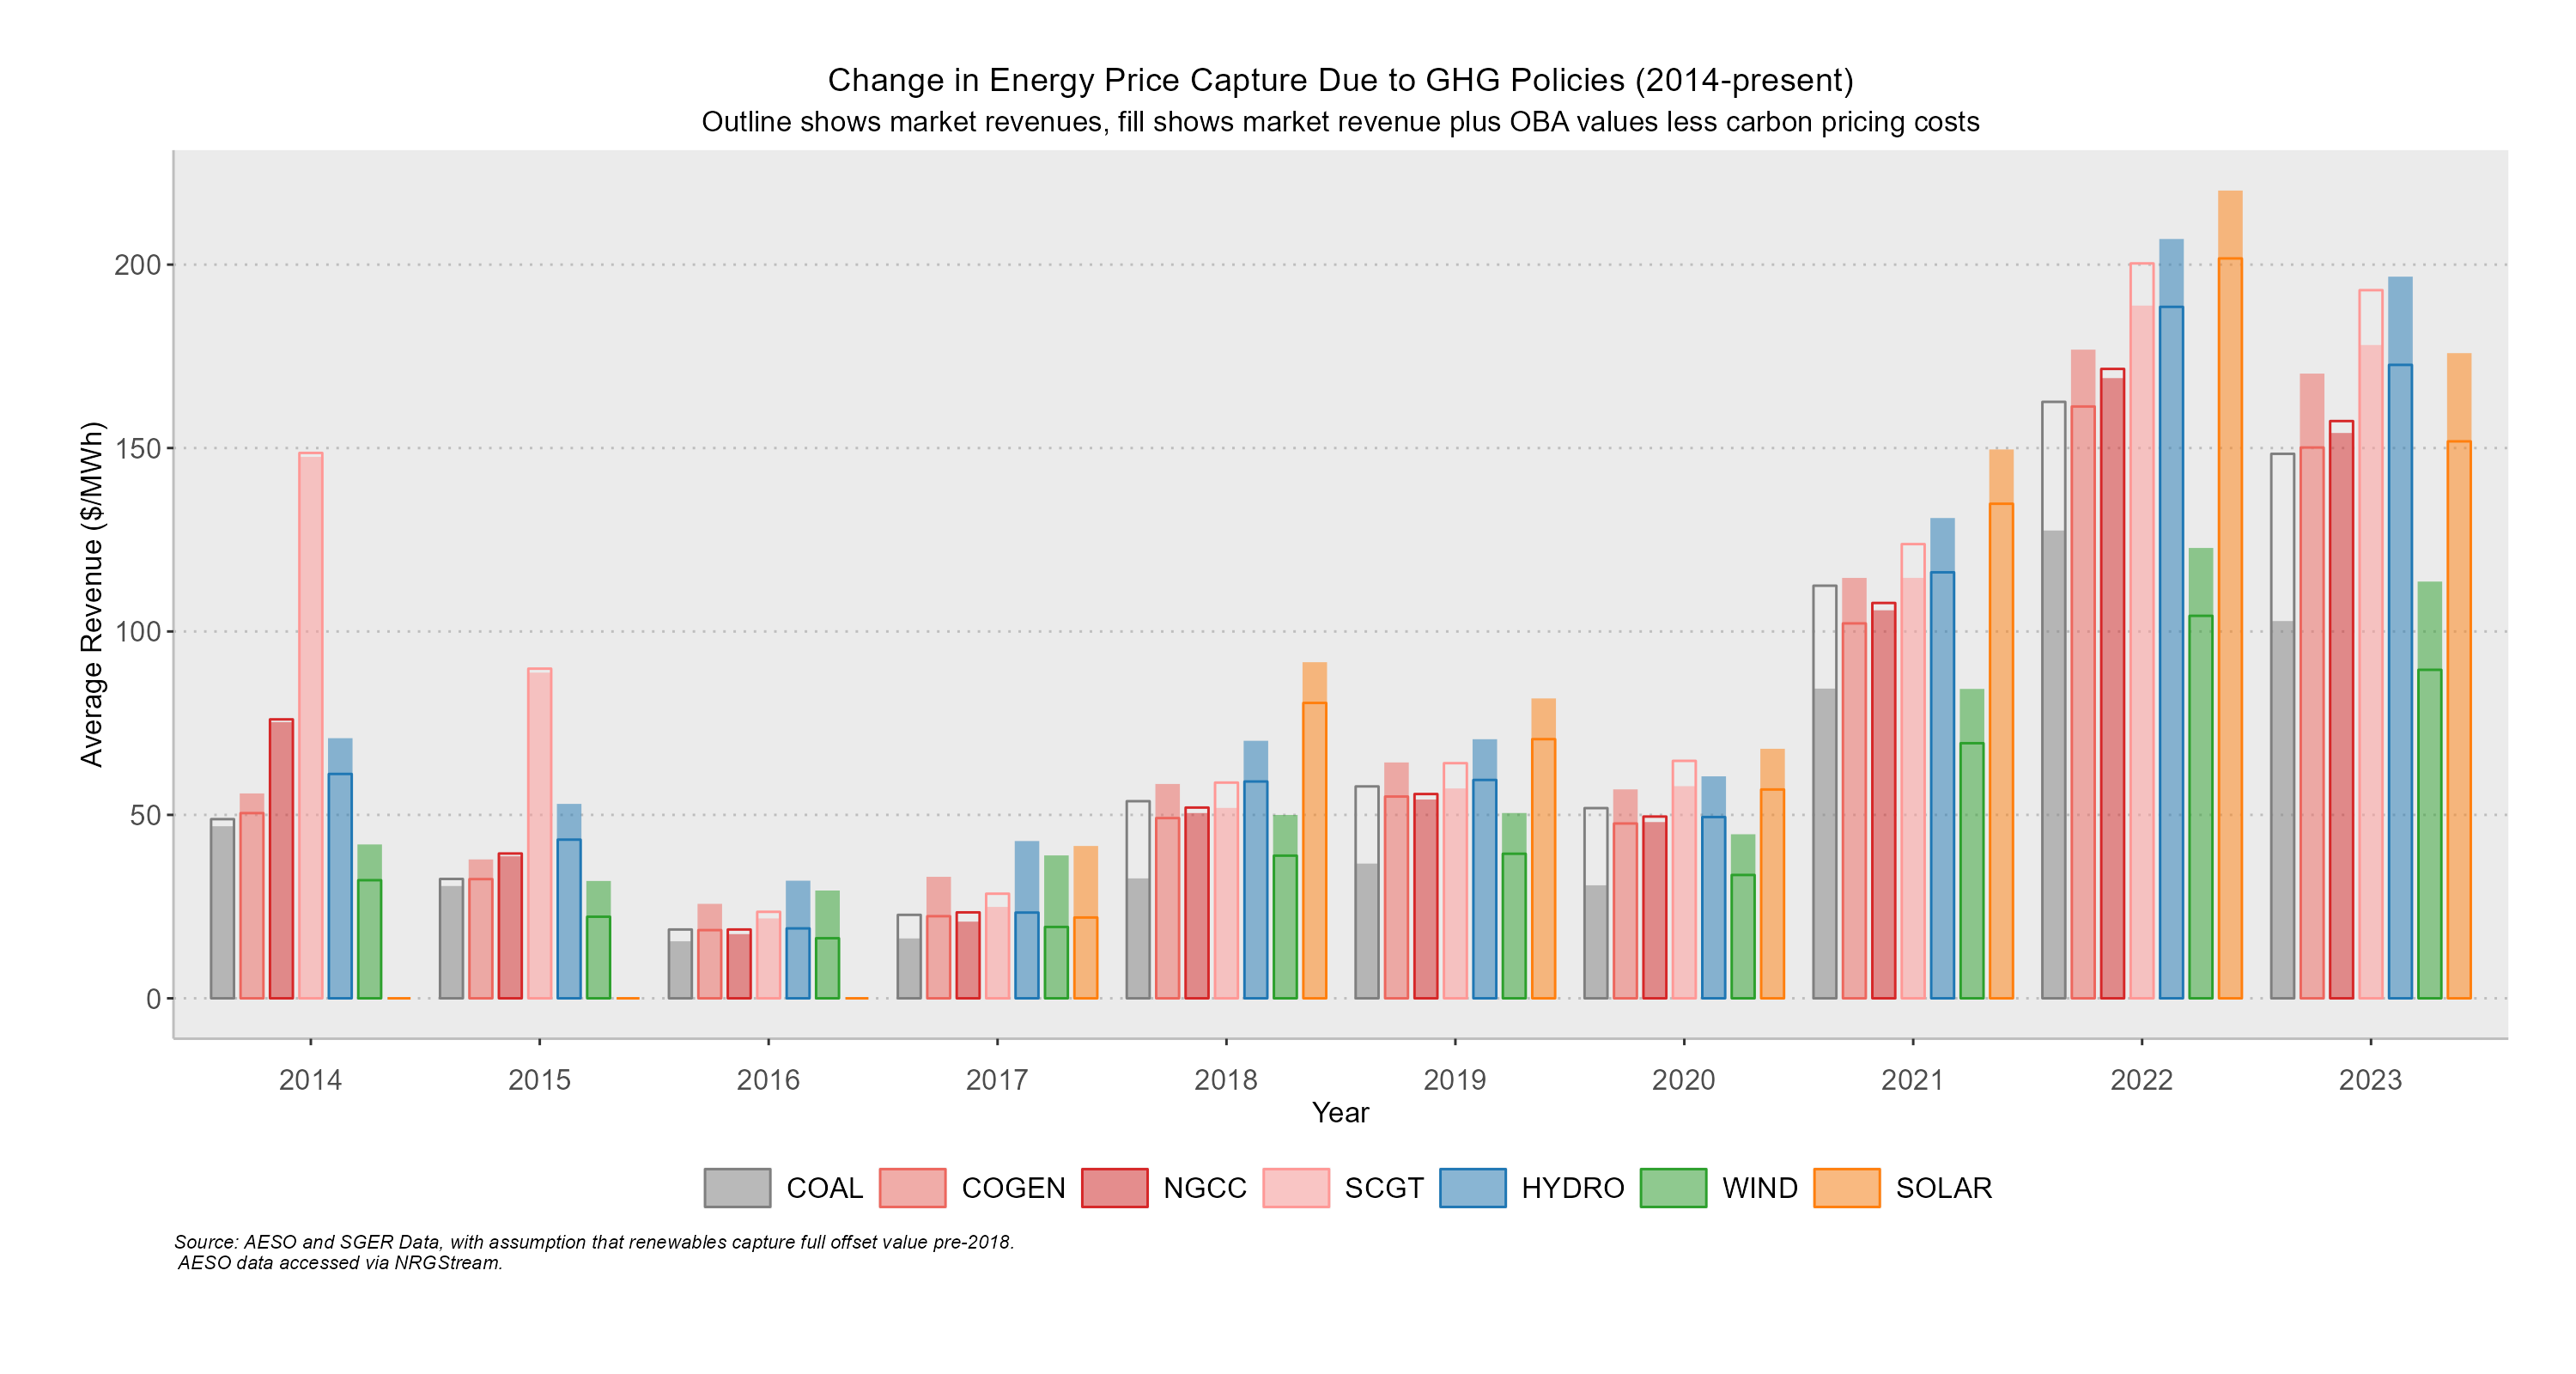 Change in Energy Price Capture Due to GHG Policies (2014-present)
Outline shows market revenues, fill shows market revenue plus OBA values less carbon pricing costs
Average Revenue ($/MWh)
200
150
100
50
0
2014 2015 2016 2017 2018 2019 2020 2021 2022 2023
Year
COAL COGEN NGCC SCGT HYDRO WIND SOLAR
Source: AESO and SGER Data, with assumption that renewables capture full offset value pre-2018.
AESO data accessed via NRGStream.